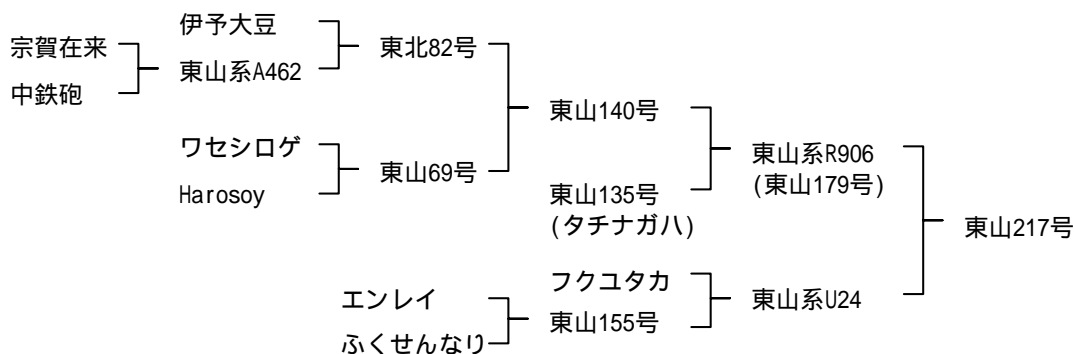 伊予大豆
宗賀在来
東北82号
東山系A462
中鉄砲
東山140号
ワセシロゲ
東山系R906
(東山179号)
東山69号
Harosoy
東山135号
(タチナガハ)
東山217号
フクユタカ
エンレイ
東山系U24
東山155号
ふくせんなり